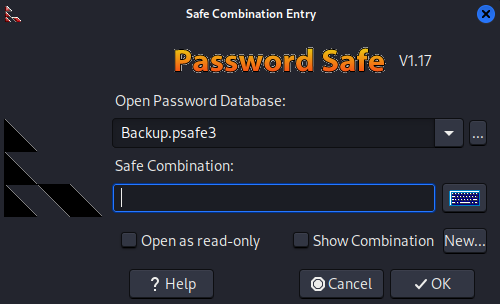 Safe Combination Entry
Password Safe V1.17
Open Password Database:
Backup.psafe3
...
Safe Combination:
Open as read-only
Show Combination
New...
? Help
Cancel
OK